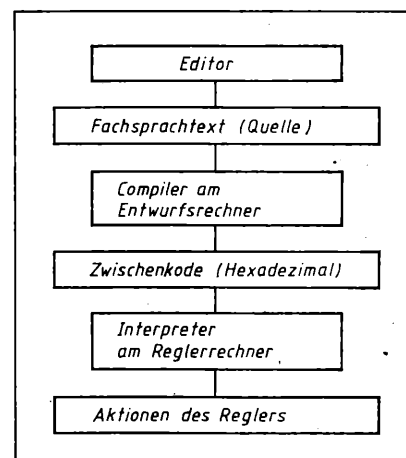 Editor
Fachsprachtext (Quelle)
Compiler am
Entwurfsrechner
Zwischenkode (Hexadezimal)
Interpreter
am Reglerrechner
Aktionen des Reglers